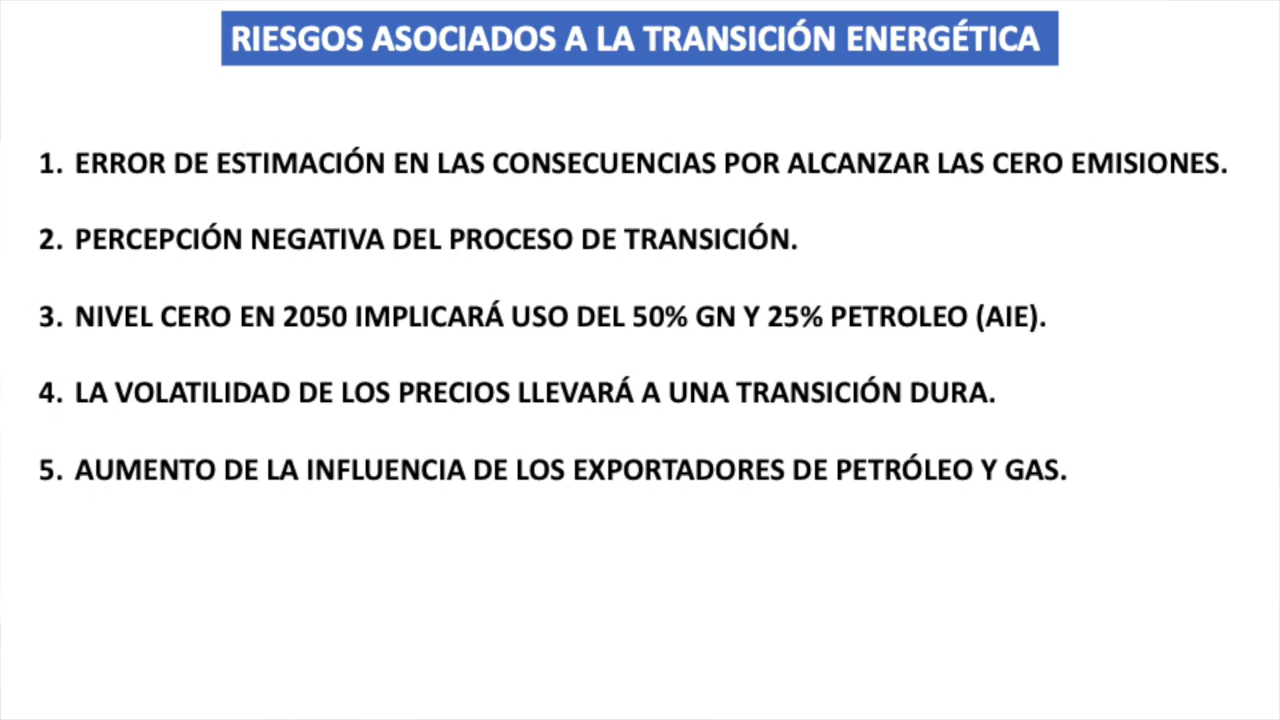 RIESGOS ASOCIADOS A LA TRANSICIÓN ENERGÉTICA
1. ERROR DE ESTIMACIÓN EN LAS CONSECUENCIAS POR ALCANZAR LAS CERO EMISIONES.
2. PERCEPCIÓN NEGATIVA DEL PROCESO DE TRANSICIÓN.
3. NIVEL CERO EN 2050 IMPLICARÁ USO DEL 50% GN Y 25% PETROLEO (AIE).
4. LA VOLATILIDAD DE LOS PRECIOS LLEVARÁ A UNA TRANSICIÓN DURA.
5. AUMENTO DE LA INFLUENCIA DE LOS EXPORTADORES DE PETRÓLEO Y GAS.